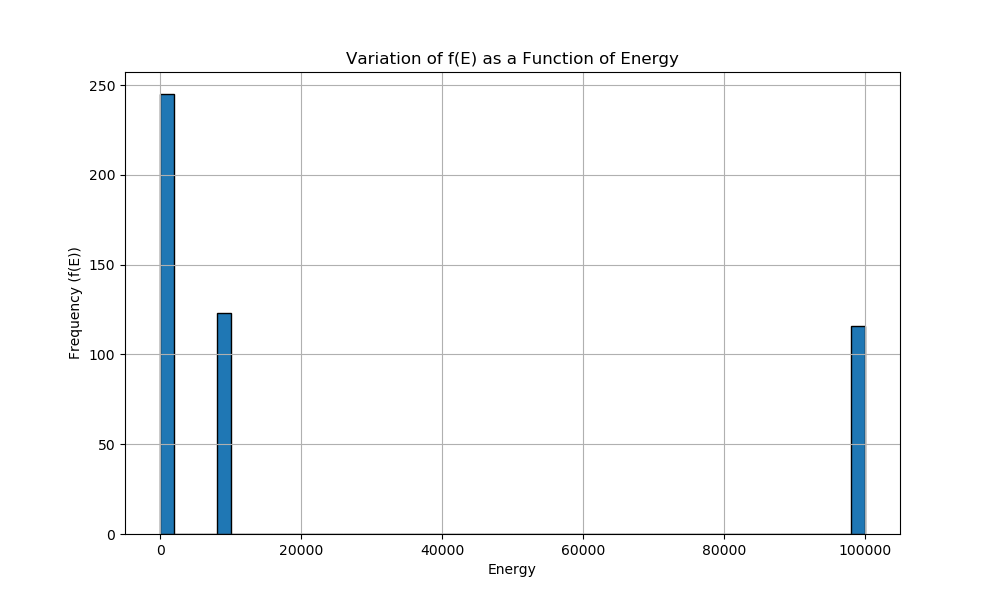 Variation of f(E) as a Function of Energy
Frequency (f(E))
250
200
150
100
50
0
0 20000 40000 60000 80000 100000
Energy